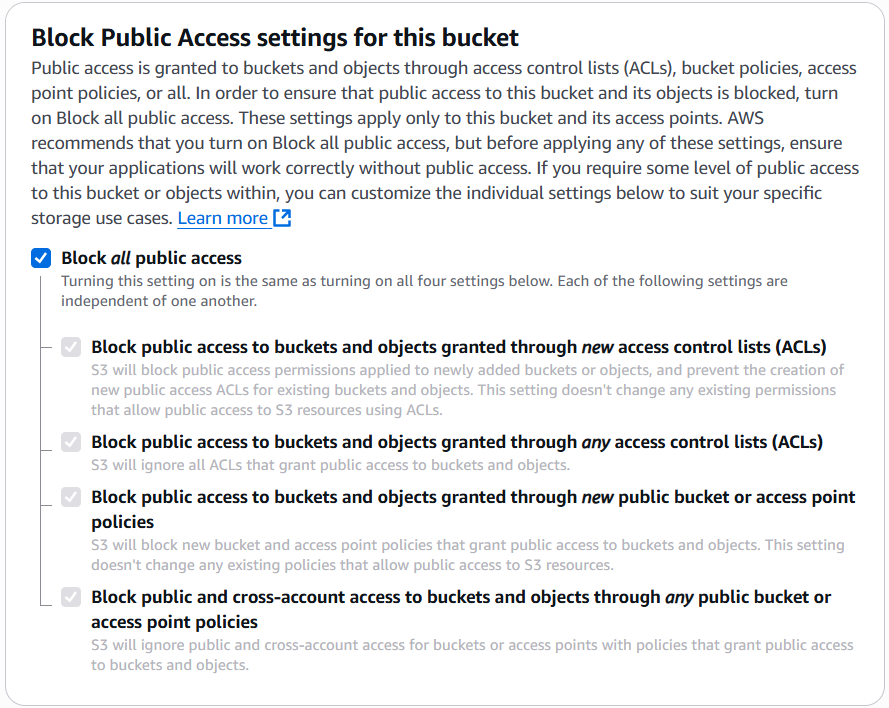 Block Public Access settings for this bucket
Public access is granted to buckets and objects through access control lists (ACLs), bucket policies, access
point policies, or all. In order to ensure that public access to this bucket and its objects is blocked, turn
on Block all public access. These settings apply only to this bucket and its access points. AWS
recommends that you turn on Block all public access, but before applying any of these settings, ensure
that your applications will work correctly without public access. If you require some level of public access
to this bucket or objects within, you can customize the individual settings below to suit your specific
storage use cases. Learn more
Block all public access
Turning this setting on is the same as turning on all four settings below. Each of the following settings are
independent of one another.
Block public access to buckets and objects granted through new access control lists (ACLs)
S3 will block public access permissions applied to newly added buckets or objects, and prevent the creation of
new public access ACLs for existing buckets and objects. This setting doesn't change any existing permissions
that allow public access to S3 resources using ACLs.
Block public access to buckets and objects granted through any access control lists (ACLs)
S3 will ignore all ACLs that grant public access to buckets and objects.
Block public access to buckets and objects granted through new public bucket or access point
policies
S3 will block new bucket and access point policies that grant public access to buckets and objects. This setting
doesn't change any existing policies that allow public access to S3 resources.
Block public and cross-account access to buckets and objects through any public bucket or
access point policies
S3 will ignore public and cross-account access for buckets or access points with policies that grant public access
to buckets and objects.